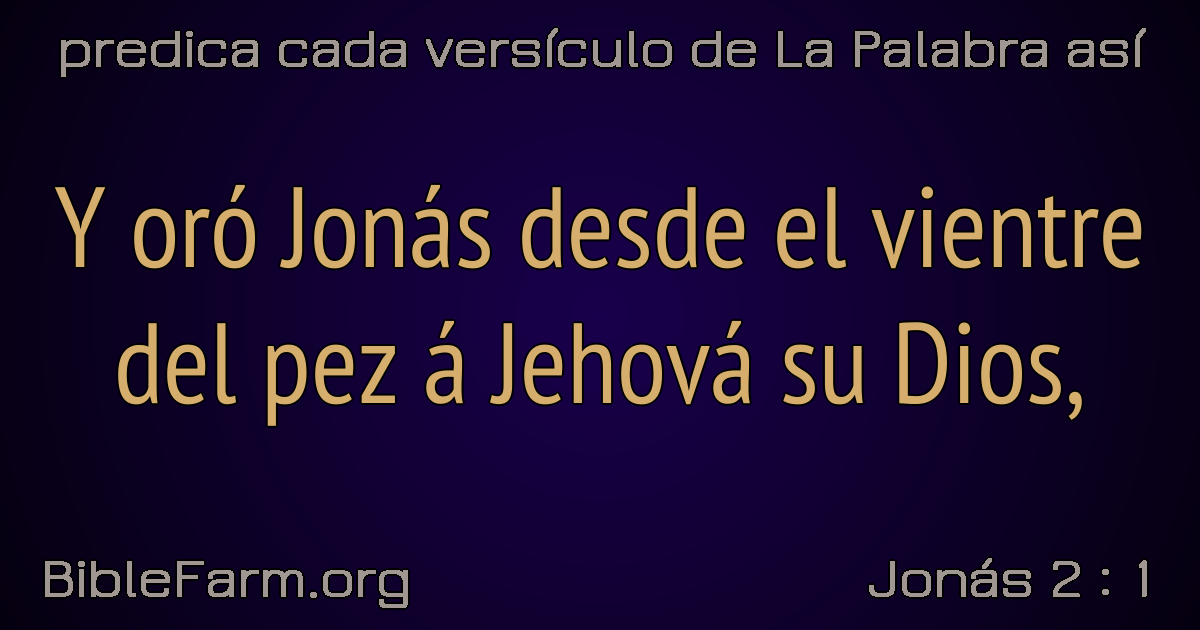 predica cada versículo de La Palabra así
Y oró Jonás desde el vientre
del pez á Jehová su Dios,
BibleFarm.org
Jonás 2 : 1